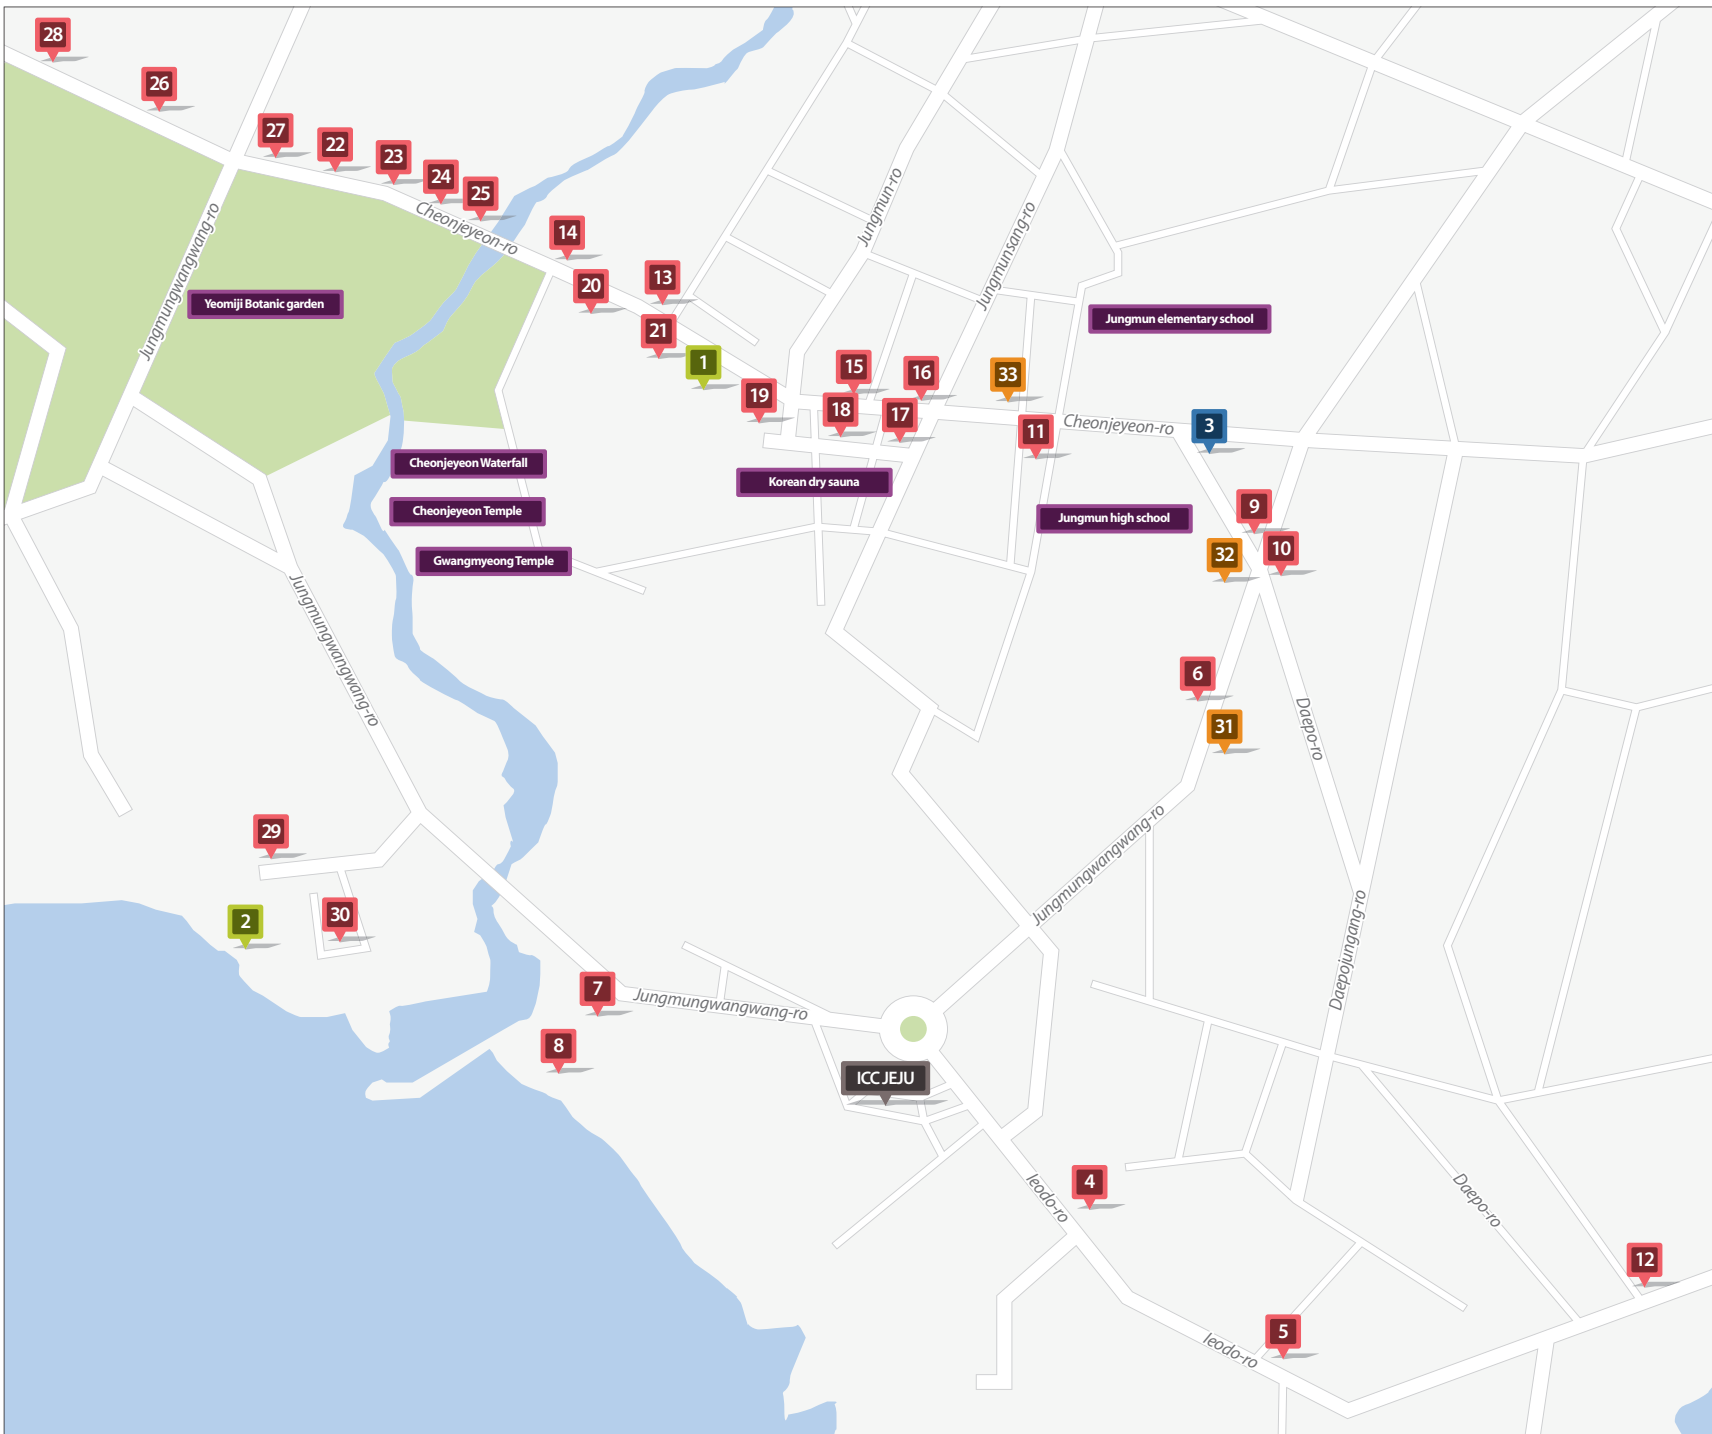 28
26
27
22
23
24
25
Cheonjeyeon-ro
14
20
13
21
1
19
15
18
16
17
33
11
Cheonjeyeon-ro
3
Jungmun-ro
Jungmunsang-ro
Jungmungwangwang-ro
Yeomiji Botanic garden
Jungmun elementary school
Cheonjeyeon Waterfall
Cheonjeyeon Temple
Gwangmyeong Temple
Korean dry sauna
Jungmun high school
9
10
32
6
31
Jungmungwang-ro
Daepo-ro
29
2
30
Jungmungwangwang-ro
Daepojungang-ro
7
Jungmungwangwang-ro
8
ICC JEJU
4
Ieodo-ro
Daepo-ro
12
5
Ieodo-ro